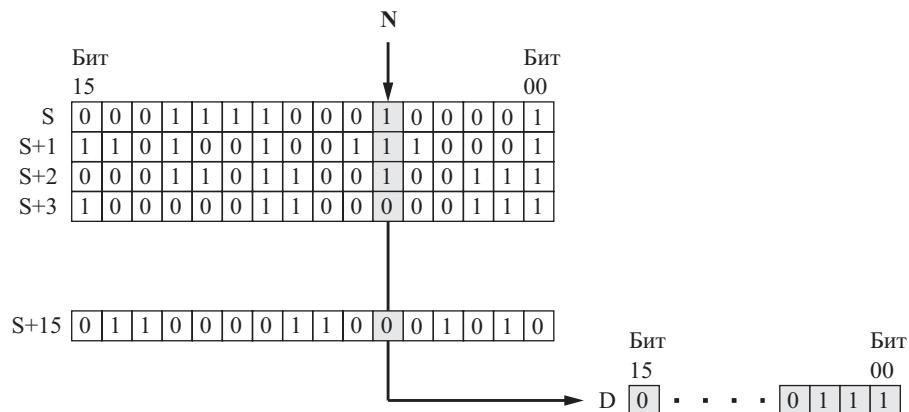 N
Бит Бит
15 00
S 0 0 0 1 1 1 1 0 0 0 1 0 0 0 0 1
S+1 1 1 0 1 0 0 1 0 0 1 1 1 0 0 0 1
S+2 0 0 0 1 1 0 1 1 0 0 1 0 0 1 1 1
S+3 1 0 0 0 0 0 1 1 0 0 0 0 0 1 1 1
S+15 0 1 1 0 0 0 0 1 1 0 0 0 1 0 1 0
Бит Бит
15 00
D 0 · · · · 0 1 1 1